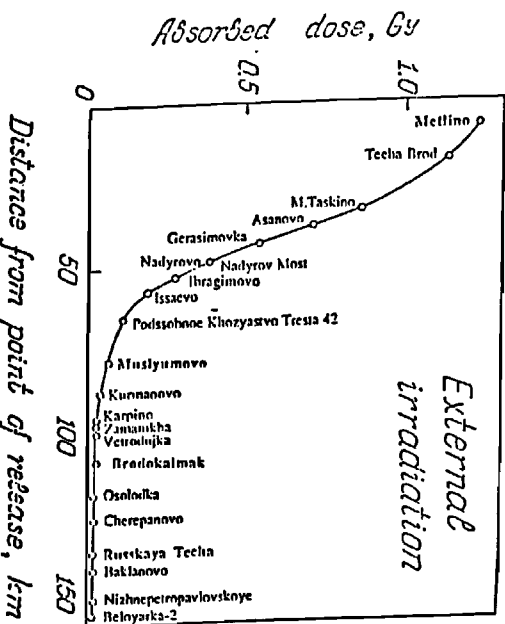 Absorbed dose, Gy
0
0.5
1.0
Metlino
Techa Brod
M.Taskino
Asanovo
Gerasimovka
Nadyrovo
Nadyrov Most
Ibragimovo
Issaevo
Podssobnoe Khozyastvo Tresta 42
Muslyumovo
Kurmanovo
Karpino
Zamanikha
Vetrodujka
Brodokalmak
Osolodka
Cherepanovo
Russkaya Techa
Baklanovo
Nizhnepetropavlovskoye
Beloyarka-2
50
100
150
Distance from point of release, km
External
irradiation